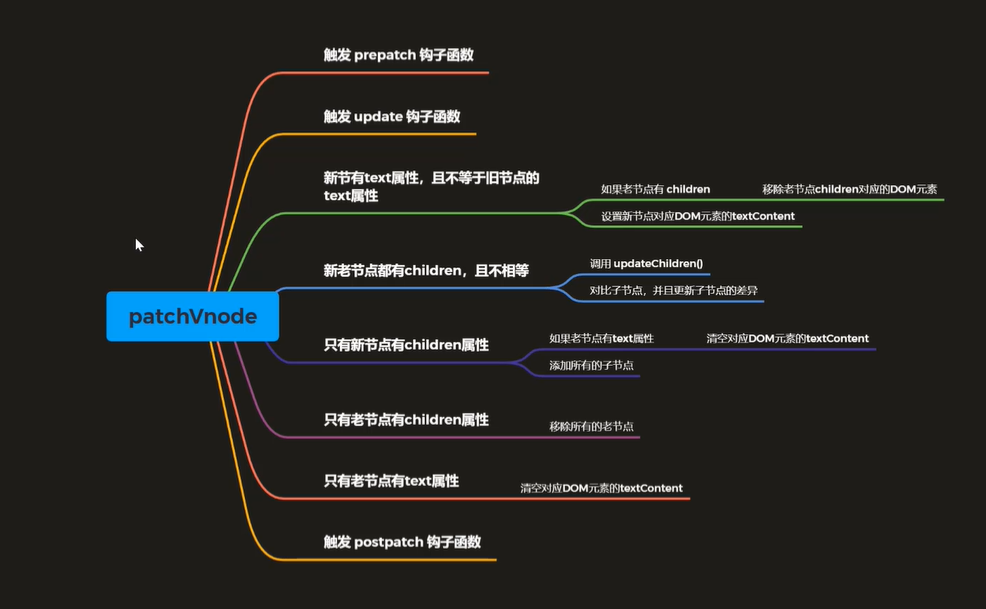 触发 prepatch 钩子函数
触发 update 钩子函数
新节有text属性，且不等于旧节点的
text属性
如果老节点有 children
移除老节点children对应的DOM元素
设置新节点对应DOM元素的textContent
新老节点都有children，且不相等
调用 updateChildren()
对比子节点，并且更新子节点的差异
patchVnode
只有新节点有children属性
如果老节点有text属性
清空对应DOM元素的textContent
添加所有的子节点
只有老节点有children属性
移除所有的老节点
只有老节点有text属性
清空对应DOM元素的textContent
触发 postpatch 钩子函数